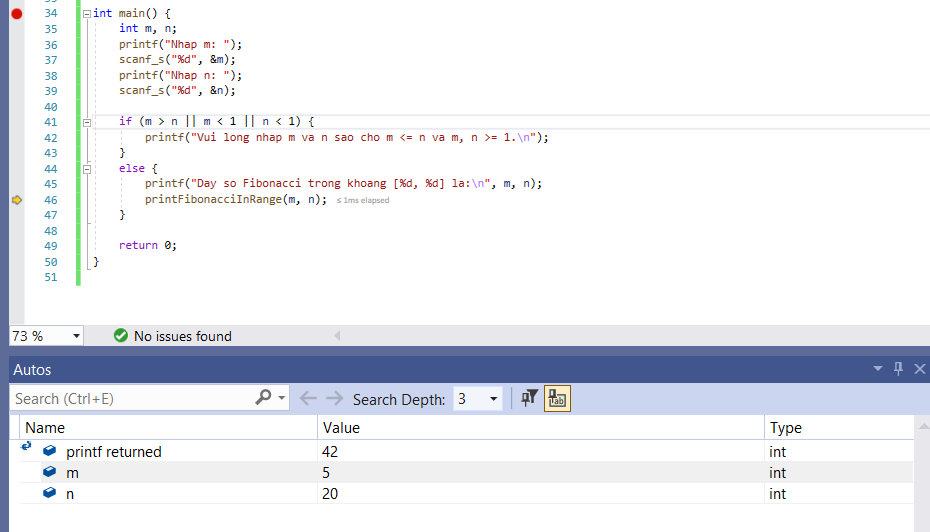 34 int main() {
35 int m, n;
36 printf("Nhap m: ");
37 scanf_s("%d", &m);
38 printf("Nhap n: ");
39 scanf_s("%d", &n);
40
41 if (m > n || m < 1 || n < 1) {
42 printf("Vui long nhap m va n sao cho m <= n va m, n >= 1.\n");
43 }
44 else {
45 printf("Day so Fibonacci trong khoang [%d, %d] la:\n", m, n);
46 printFibonacciInRange(m, n); ≤ 1ms elapsed
47 }
48
49 return 0;
50 }
51
73 % No issues found
Autos
Search (Ctrl+E) Search Depth: 3
Name Value Type
printf returned 42 int
m 5 int
n 20 int